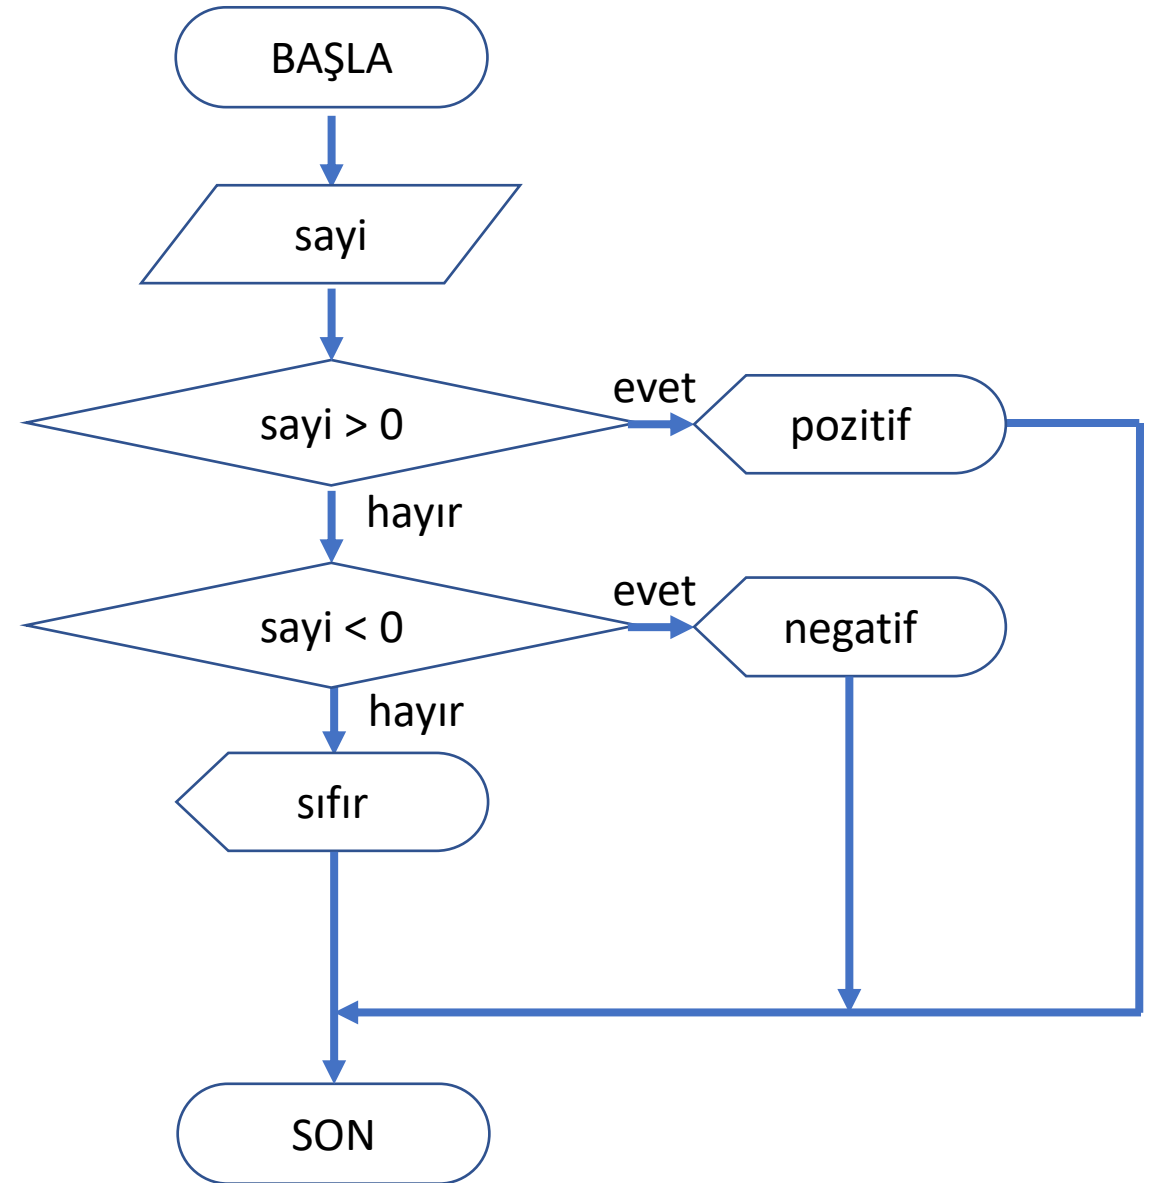 BAŞLA
sayi
sayi > 0
evet
pozitif
hayır
sayi < 0
evet
negatif
hayır
sıfır
SON